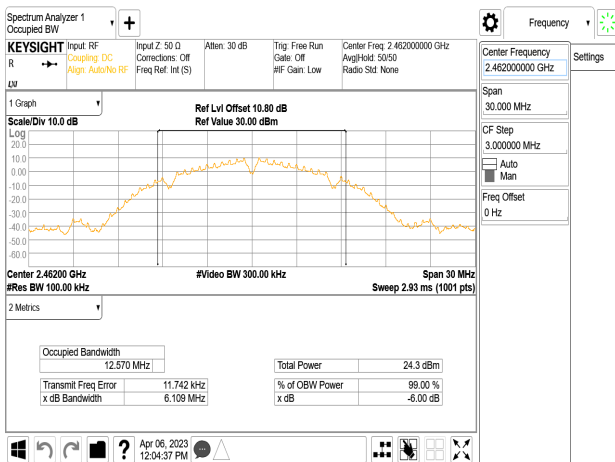 Spectrum Analyzer 1
Occupied BW
Frequency
KEYSIGHT
R
LXI
Input: RF
Coupling: DC
Align: Auto/No RF
Input Z: 50 Ω
Corrections: Off
Freq Ref: Int (S)
Atten: 30 dB
Trig: Free Run
Gate: Off
#IF Gain: Low
Center Freq: 2.462000000 GHz
Avg|Hold: 50/50
Radio Std: None
Center Frequency
2.462000000 GHz
Settings
Span
30.000 MHz
CF Step
3.000000 MHz
Auto
Man
Freq Offset
0 Hz
1 Graph
Scale/Div 10.0 dB
Ref Lvl Offset 10.80 dB
Ref Value 30.00 dBm
Log
20.0
10.0
0.00
-10.0
-20.0
-30.0
-40.0
-50.0
-60.0
Center 2.46200 GHz
#Video BW 300.00 kHz
Span 30 MHz
#Res BW 100.00 kHz
Sweep 2.93 ms (1001 pts)
2 Metrics
Occupied Bandwidth
12.570 MHz
Total Power 24.3 dBm
Transmit Freq Error 11.742 kHz
% of OBW Power 99.00 %
x dB Bandwidth 6.109 MHz
x dB -6.00 dB
Apr 06, 2023
12:04:37 PM